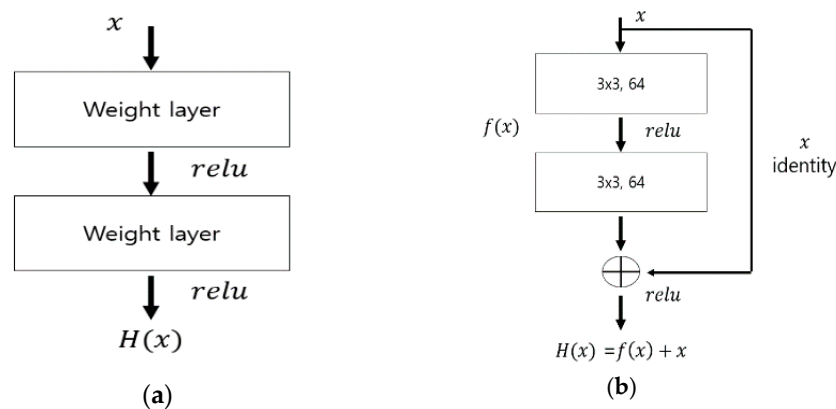 x
Weight layer
relu
Weight layer
relu
H(x)
(a)
x
3x3, 64
f(x)
relu
x
identity
3x3, 64
relu
H(x) =f(x) + x
(b)